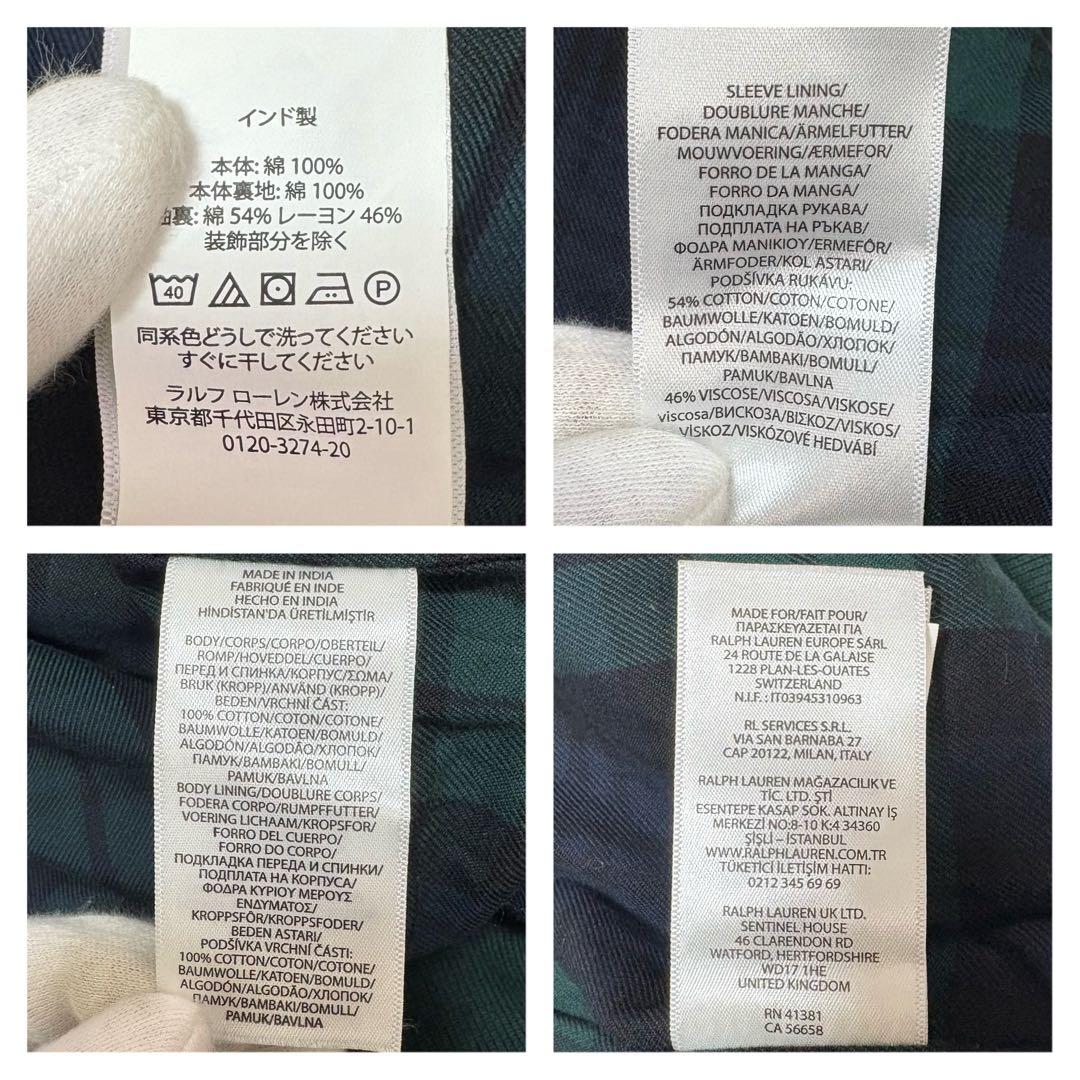 インド製
本体: 綿 100%
本体裏地: 綿 100%
裏: 綿 54% レーヨン 46%
装飾部分を除く
40
P
同系色どうしで洗ってください
すぐに干してください
ラルフ ローレン株式会社
東京都千代田区永田町2-10-1
0120-3274-20
SLEEVE LINING/
DOUBLURE MANCHE/
FODERA MANICA/ÄRMELFUTTER/
MOUWVOERING/ÆRMEFOR/
FORRO DE LA MANGA/
FORRO DA MANGA/
ПОДКЛАДКА РУКАВА/
ПОДПЛАТА НА РЪКАВ/
ΦΟΔΡΑ ΜΑΝΙΚΙΟΥ/ERMEFÔR/
ÄRMFODER/KOL ASTARI/
PODŠÍVKA RUKÁVU:
54% COTTON/COTON/COTONE/
BAUMWOLLE/KATOEN/BOMULD/
ALGODÓN/ALGODÃO/ХЛОПОК/
ПАМУК/BAMBAKI/BOMULL/
PAMUK/BAVLNA
46% VISCOSE/VISCOSA/VISKOSE/
viscosa/ВИСКОЗА/ΒΙΣΚΟΖ/VISKOS/
VİSKOZ/VISKÓZOVÉ HEDVÁBÍ
MADE IN INDIA
FABRIQUÉ EN INDE
HECHO EN INDIA
HİNDİSTAN'DA ÜRETİLMİŞTİR
BODY/CORPS/CORPO/OBERTEIL/
ROMP/HOVEDDEL/CUERPO/
ПЕРЕД И СПИНКА/КОРПУС/ΣΩΜΑ/
BRUK (KROPP)/ANVÄND (KROPP)/
BEDEN/VRCHNÍ ČÁST:
100% COTTON/COTON/COTONE/
BAUMWOLLE/KATOEN/BOMULD/
ALGODÓN/ALGODÃO/ХЛОПОК/
ПАМУК/BAMBAKI/BOMULL/
PAMUK/BAVLNA
BODY LINING/DOUBLURE CORPS/
FODERA CORPO/RUMPFFUTTER/
VOERING LICHAAM/KROPSFOR/
FORRO DEL CUERPO/
FORRO DO CORPO/
ПОДКЛАДКА ПЕРЕДА И СПИНКИ/
ПОДПЛАТА НА КОРПУСА/
ΦΟΔΡΑ ΚΥΡΙΟΥ ΜΕΡΟΥΣ
ΕΝΔΥΜΑΤΟΣ/
KROPPSFÔR/KROPPSFODER/
BEDEN ASTARI/
PODŠÍVKA VRCHNÍ ČÁSTI:
100% COTTON/COTON/COTONE/
BAUMWOLLE/KATOEN/BOMULD/
ALGODÓN/ALGODÃO/ХЛОПОК/
ПАМУК/BAMBAKI/BOMULL/
PAMUK/BAVLNA
MADE FOR/FAIT POUR/
ΠΑΡΑΣΚΕΥΑΖΕΤΑΙ ΓΙΑ
RALPH LAUREN EUROPE SÁRL
24 ROUTE DE LA GALAISE
1228 PLAN-LES-OUATES
SWITZERLAND
N.I.F. : IT03945310963
RL SERVICES S.R.L.
VIA SAN BARNABA 27
CAP 20122, MILAN, ITALY
RALPH LAUREN MAĞAZACILIK VE
TİC. LTD. ŞTİ
ESENTEPE KASAP SOK. ALTINAY İŞ
MERKEZİ NO:8-10 K:4 34360
ŞİŞLİ – İSTANBUL
WWW.RALPHLAUREN.COM.TR
TÜKETİCİ İLETİŞİM HATTI:
0212 345 69 69
RALPH LAUREN UK LTD.
SENTINEL HOUSE
46 CLARENDON RD
WATFORD, HERTFORDSHIRE
WD17 1HE
UNITED KINGDOM
RN 41381
CA 56658